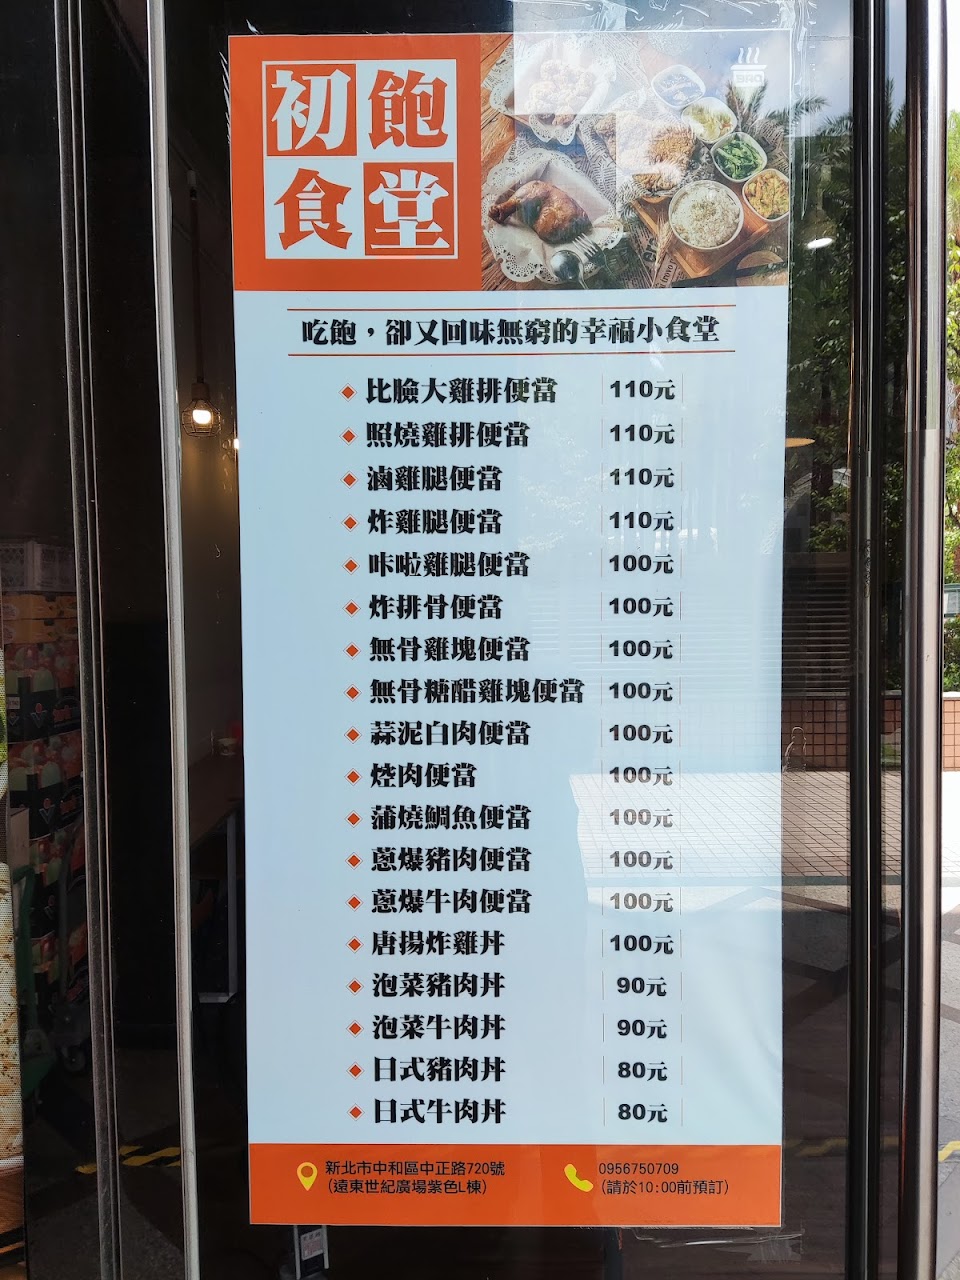 初飽
食堂
吃飽，卻又回味無窮的幸福小食堂
比臉大雞排便當 110元
照燒雞排便當 110元
滷雞腿便當 110元
炸雞腿便當 110元
咔啦雞腿便當 100元
炸排骨便當 100元
無骨雞塊便當 100元
無骨糖醋雞塊便當 100元
蒜泥白肉便當 100元
焢肉便當 100元
蒲燒鯛魚便當 100元
蔥爆豬肉便當 100元
蔥爆牛肉便當 100元
唐揚炸雞丼 100元
泡菜豬肉丼 90元
泡菜牛肉丼 90元
日式豬肉丼 80元
日式牛肉丼 80元
新北市中和區中正路720號
(遠東世紀廣場紫色L棟)
0956750709
(請於10:00前預訂)